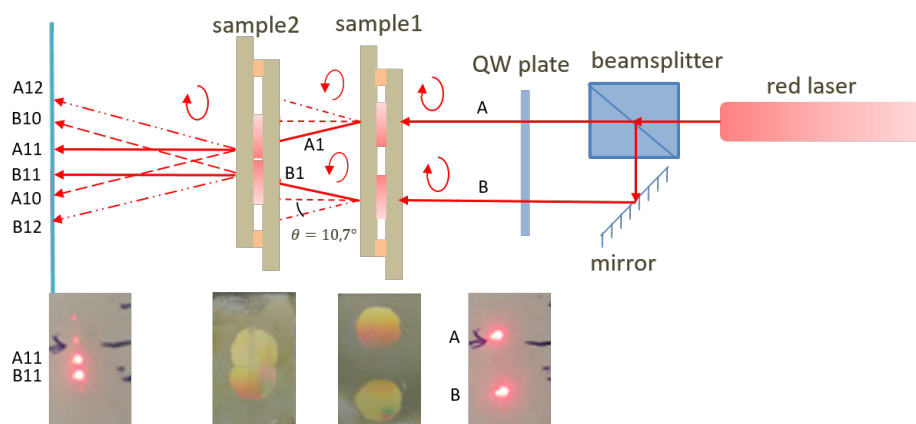 sample2
sample1
QW plate
beamsplitter
red laser
A12
B10
A11
B11
A10
B12
A1
B1
A
B
θ = 10,7°
mirror
A11
B11
A
B